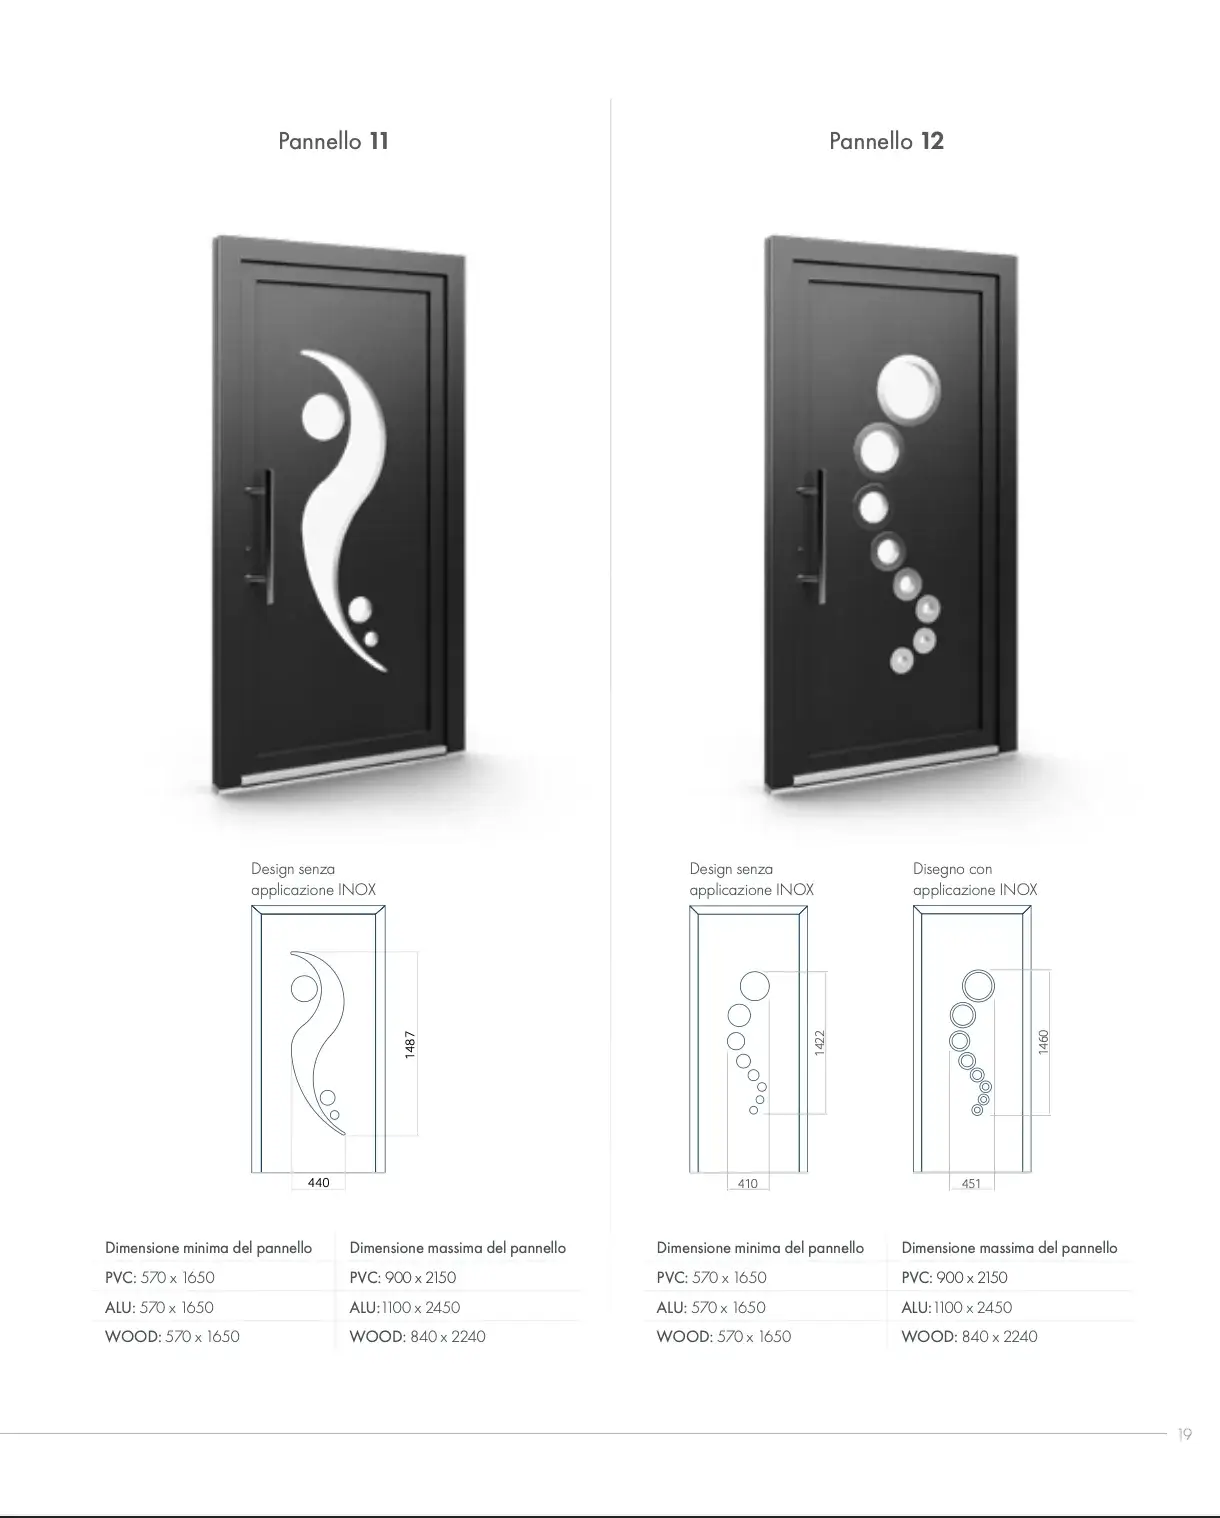 Pannello 11
Design senza
applicazione INOX
1487
440
Dimensione minima del pannello
PVC: 570 x 1650
ALU: 570 x 1650
WOOD: 570 x 1650
Dimensione massima del pannello
PVC: 900 x 2150
ALU:1100 x 2450
WOOD: 840 x 2240
Pannello 12
Design senza
applicazione INOX
1422
410
Disegno con
applicazione INOX
1460
451
Dimensione minima del pannello
PVC: 570 x 1650
ALU: 570 x 1650
WOOD: 570 x 1650
Dimensione massima del pannello
PVC: 900 x 2150
ALU:1100 x 2450
WOOD: 840 x 2240
19